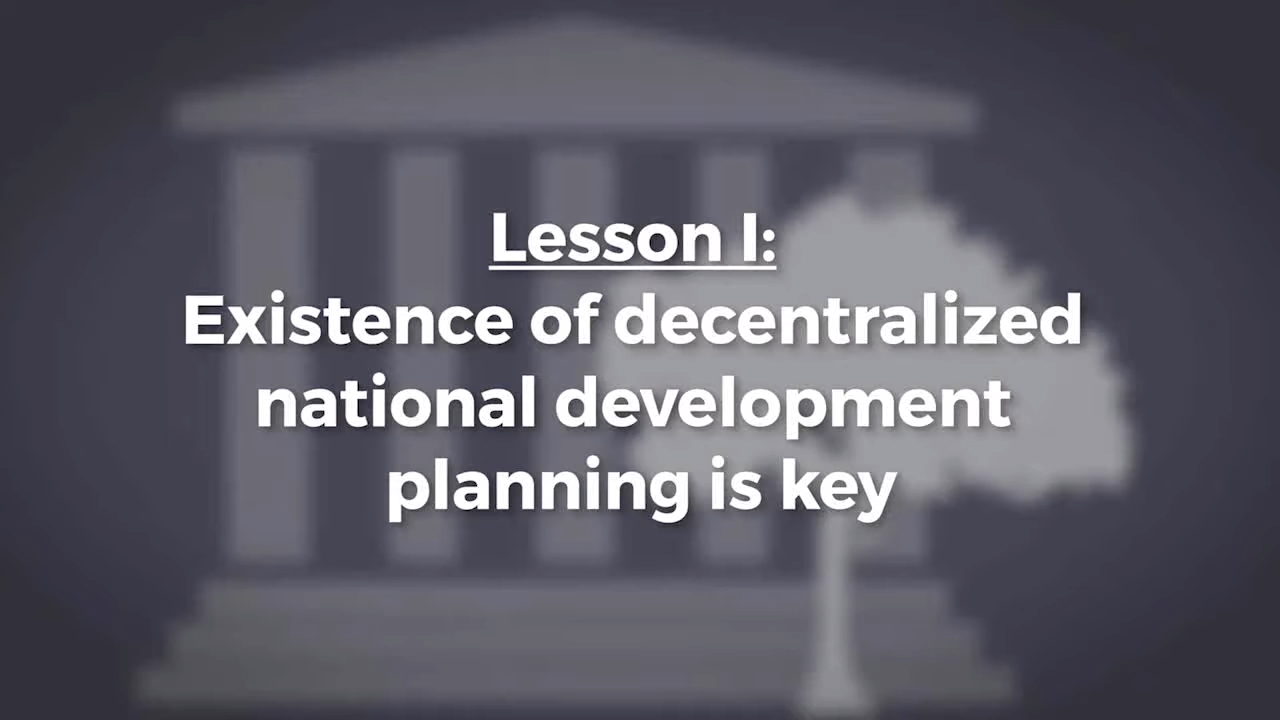 Lesson I:
Existence of decentralized
national development
planning is key